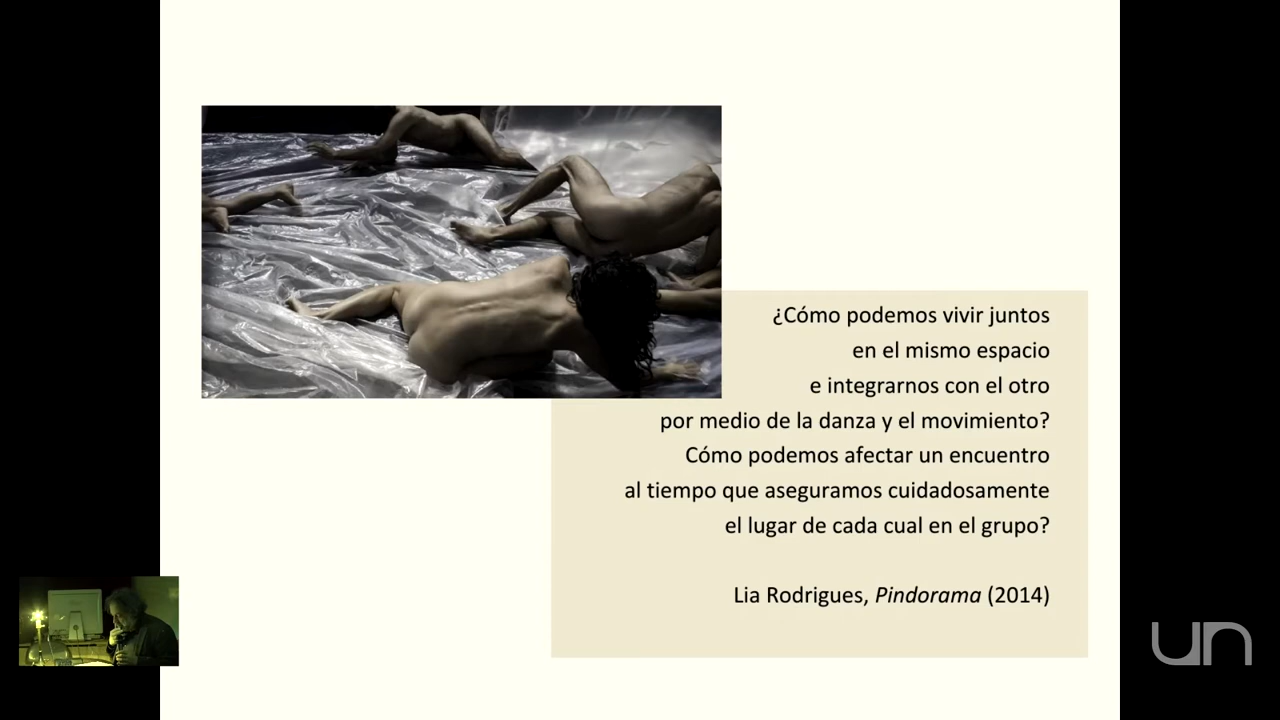 ¿Cómo podemos vivir juntos
en el mismo espacio
e integrarnos con el otro
por medio de la danza y el movimiento?
Cómo podemos afectar un encuentro
al tiempo que aseguramos cuidadosamente
el lugar de cada cual en el grupo?
Lia Rodrigues, Pindorama (2014)
un